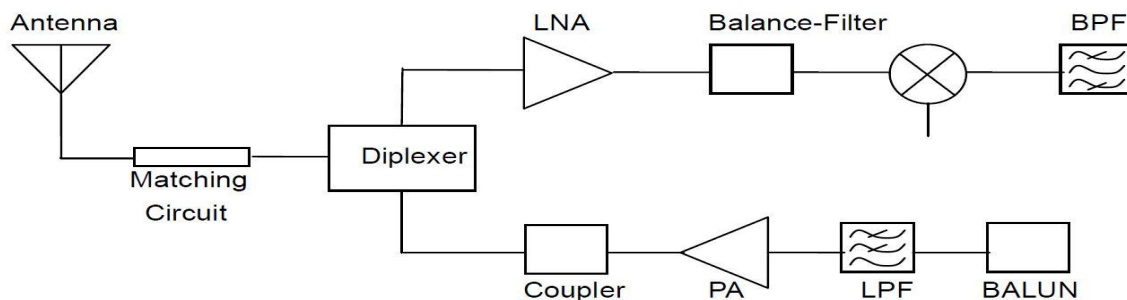 Antenna
LNA
Balance-Filter
BPF
Diplexer
Matching
Circuit
Coupler
PA
LPF
BALUN